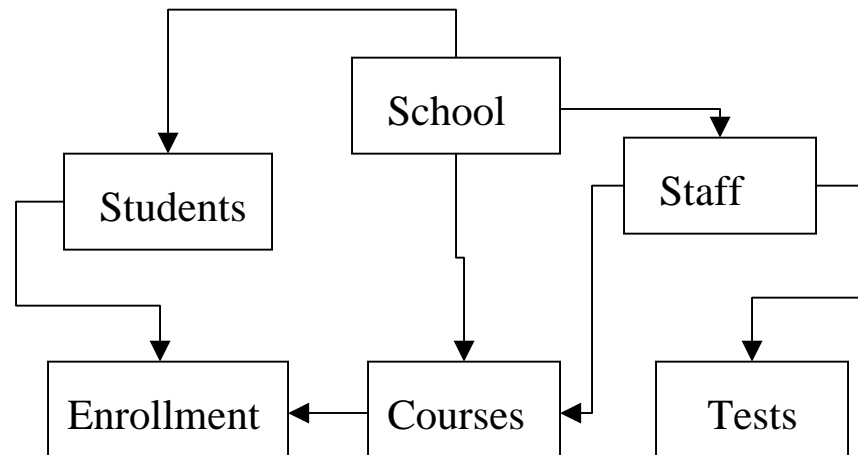 School
Students
Staff
Enrollment
Courses
Tests